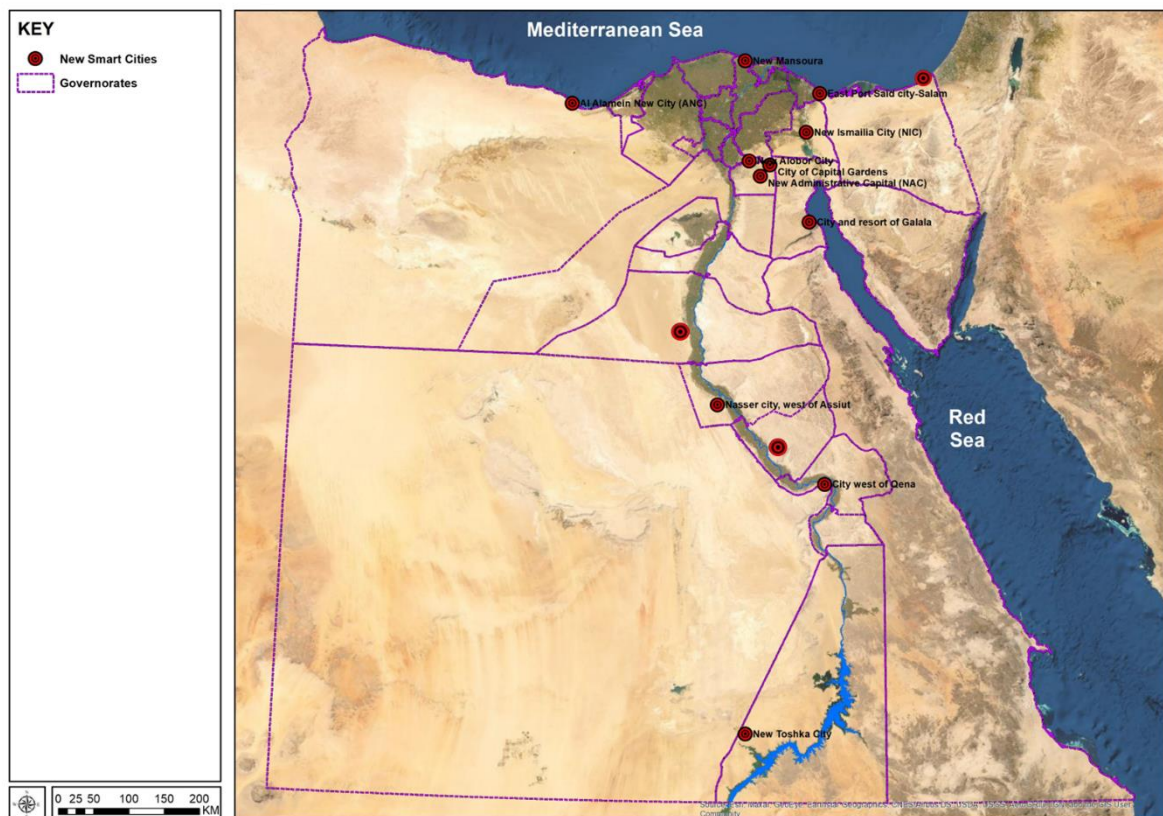 KEY
New Smart Cities
Governorates
0 25 50 100 150 200
KM
Mediterranean Sea
New Mansoura
Al Alamein New City (ANC)
East Port Said city-Salam
New Ismailia City (NIC)
New Alobor City
City of Capital Gardens
New Administrative Capital (NAC)
City and resort of Galala
Nasser city, west of Assiut
Red
Sea
City west of Qena
New Toshka City
Community